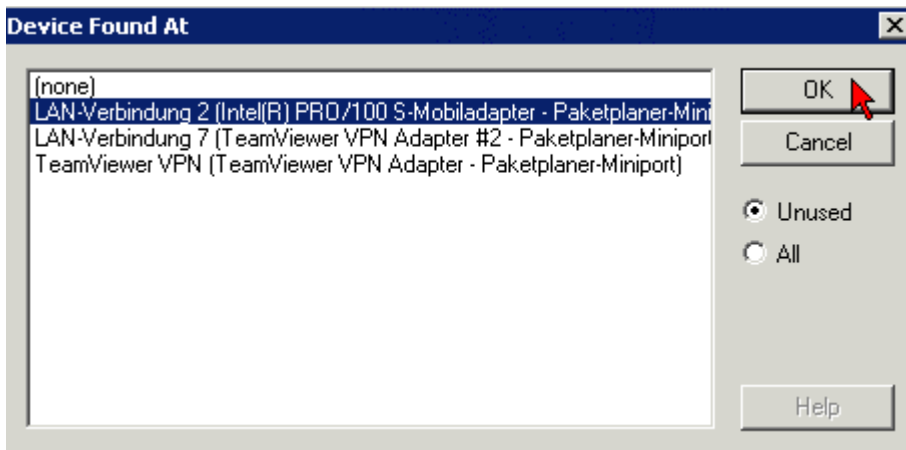 Device Found At
(none)
LAN-Verbindung 2 (Intel(R) PRO/100 S-Mobiladapter - Paketplaner-Mini
LAN-Verbindung 7 (TeamViewer VPN Adapter #2 - Paketplaner-Miniport
TeamViewer VPN (TeamViewer VPN Adapter - Paketplaner-Miniport)
OK
Cancel
Unused
All
Help